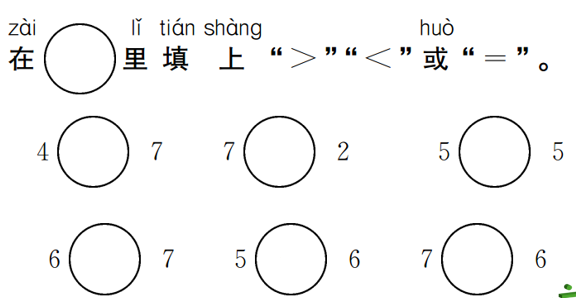 zài lǐ tián shàng huò
在○里填上“＞”“＜”或“＝”。
4○7 7○2 5○5
6○7 5○6 7○6